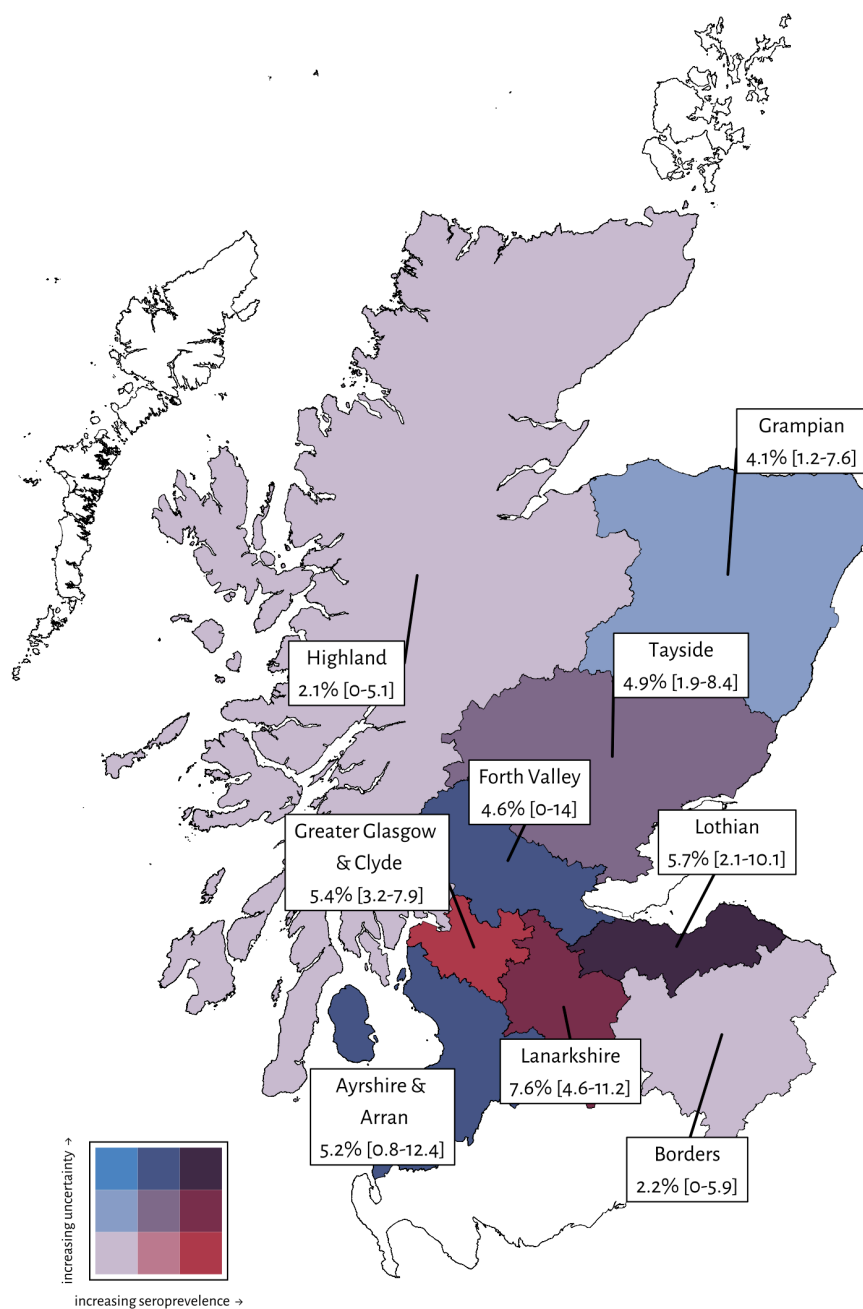 Grampian
4.1% [1.2-7.6]
Highland
2.1% [0-5.1]
Tayside
4.9% [1.9-8.4]
Forth Valley
4.6% [0-14]
Greater Glasgow
& Clyde
5.4% [3.2-7.9]
Lothian
5.7% [2.1-10.1]
Lanarkshire
7.6% [4.6-11.2]
Ayrshire &
Arran
5.2% [0.8-12.4]
Borders
2.2% [0-5.9]
increasing uncertainty →
increasing seroprevelence →